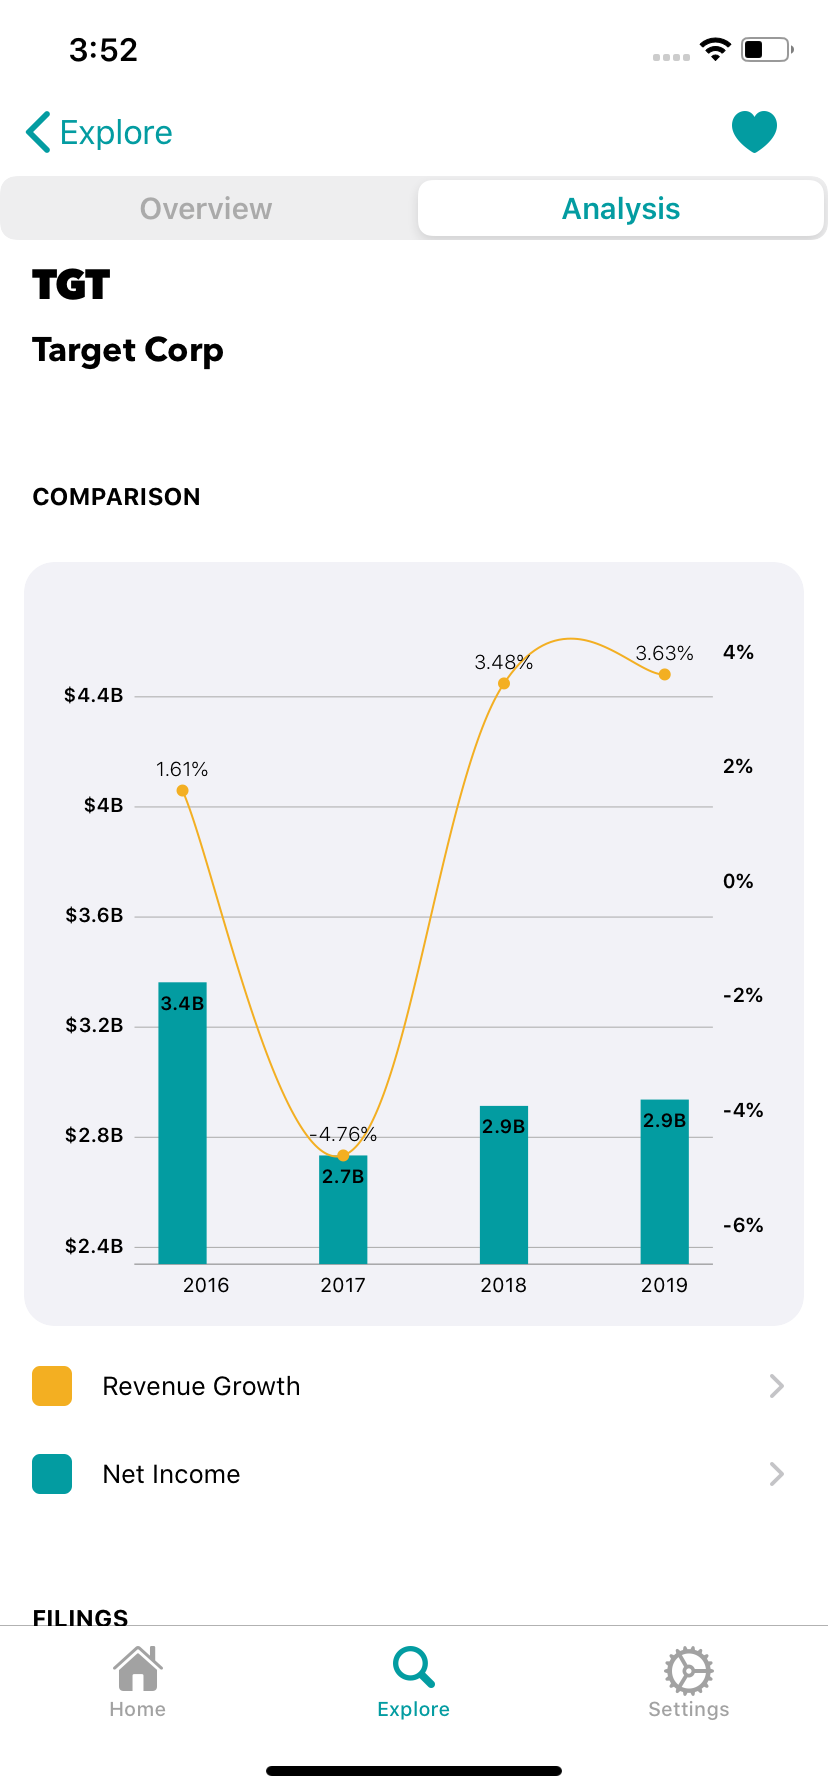 3:52
Explore
Overview
Analysis
TGT
Target Corp
COMPARISON
3.48%
3.63%
4%
$4.4B
1.61%
2%
$4B
0%
$3.6B
3.4B
-2%
$3.2B
-4.76%
2.9B
2.9B
-4%
$2.8B
2.7B
-6%
$2.4B
2016
2017
2018
2019
Revenue Growth
Net Income
FILINGS
Home
Explore
Settings